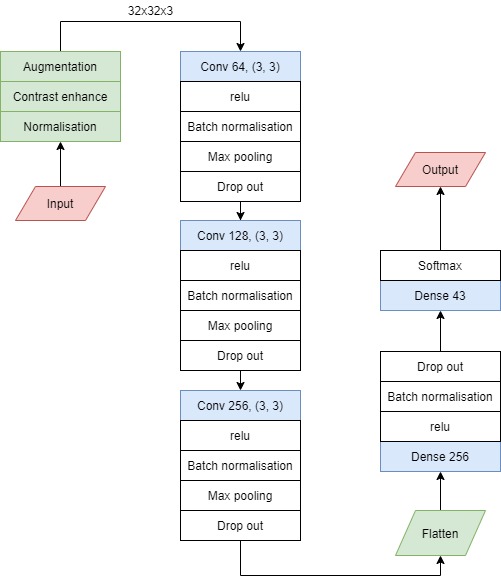 32x32x3
Augmentation
Contrast enhance
Normalisation
Input
Conv 64, (3, 3)
relu
Batch normalisation
Max pooling
Drop out
Conv 128, (3, 3)
relu
Batch normalisation
Max pooling
Drop out
Conv 256, (3, 3)
relu
Batch normalisation
Max pooling
Drop out
Output
Softmax
Dense 43
Drop out
Batch normalisation
relu
Dense 256
Flatten